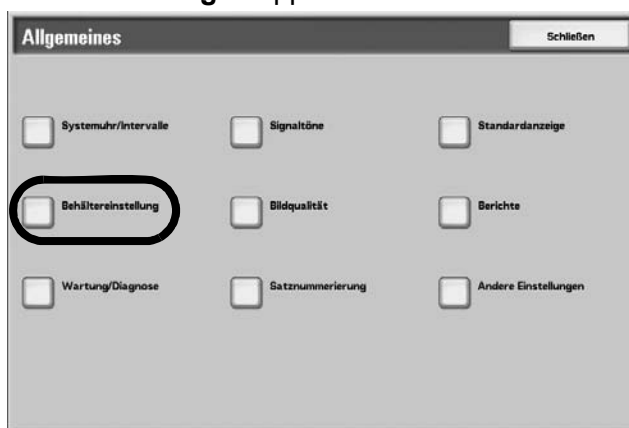 Allgemeines Schließen
Systemuhr/Intervalle Signaltöne Standardanzeige
Behältereinstellung Bildqualität Berichte
Wartung/Diagnose Satznummerierung Andere Einstellungen